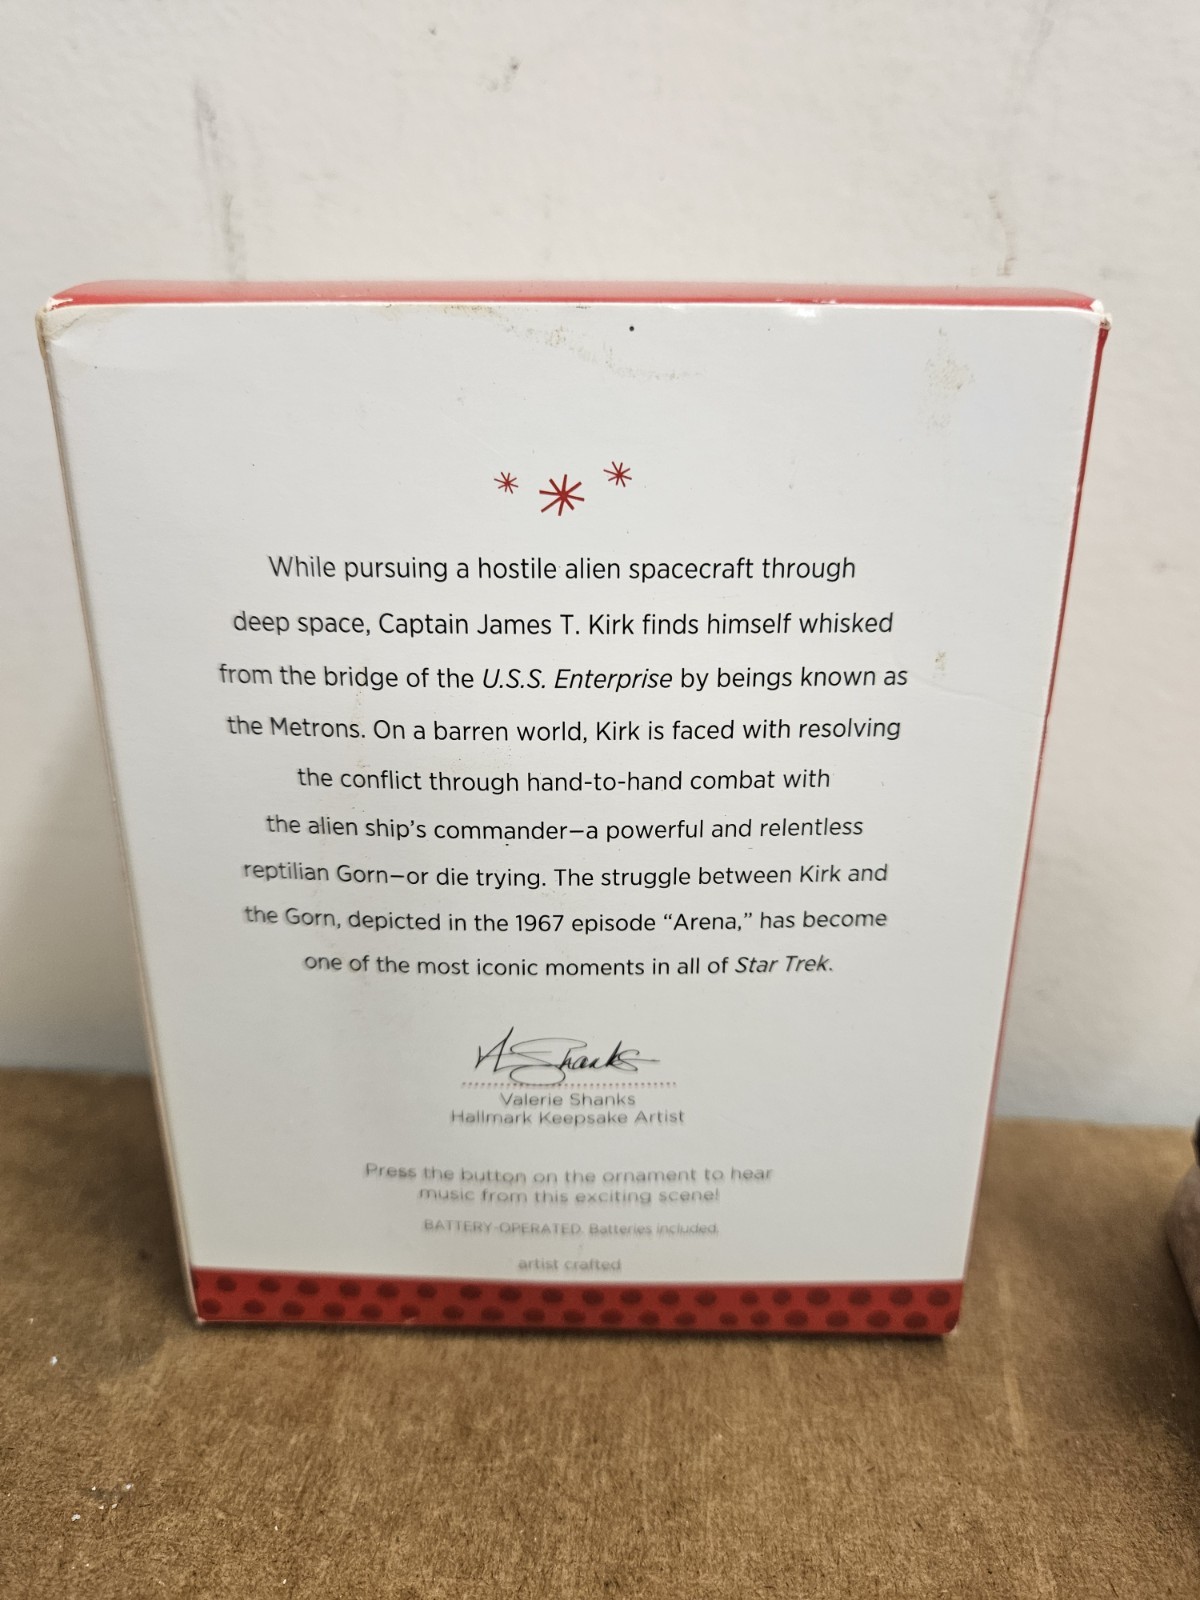 While pursuing a hostile alien spacecraft through
deep space, Captain James T. Kirk finds himself whisked
from the bridge of the U.S.S. Enterprise by beings known as
the Metrons. On a barren world, Kirk is faced with resolving
the conflict through hand-to-hand combat with
the alien ship's commander—a powerful and relentless
reptilian Gorn—or die trying. The struggle between Kirk and
the Gorn, depicted in the 1967 episode “Arena,” has become
one of the most iconic moments in all of Star Trek.
V Shanks
Valerie Shanks
Hallmark Keepsake Artist
Press the button on the ornament to hear
music from this exciting scene!
BATTERY-OPERATED. Batteries included.
artist crafted